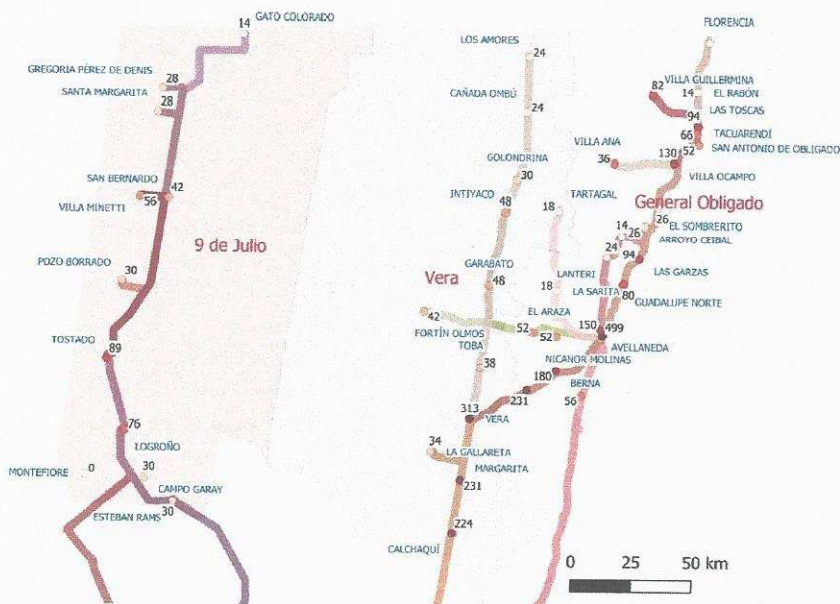 GATO COLORADO
14
GREGORIA PÉREZ DE DENIS
28
SANTA MARGARITA
28
SAN BERNARDO
42
56
VILLA MINETTI
9 de Julio
POZO BORRADO
30
TOSTADO
89
76
LOGROÑO
MONTEFIORE
0
30
CAMPO GARAY
30
ESTEBAN RAMS
LOS AMORES
24
CAÑADA OMBÚ
24
GOLONDRINA
30
INTIYACO
48
TARTAGAL
18
GARABATO
48
Vera
18
LANTERI
42
FORTÍN OLMOS
52
EL ARAZA
52
TOBA
38
NICANOR MOLINAS
180
231
313
VERA
BERNA
56
34
LA GALLARETA
MARGARITA
231
224
CALCHAQUÍ
FLORENCIA
VILLA GUILLERMINA
82
14
EL RABÓN
LAS TOSCAS
94
TACUARENDÍ
66
SAN ANTONIO DE OBLIGADO
52
VILLA ANA
36
130
VILLA OCAMPO
General Obligado
26
EL SOMBRERITO
14
26
ARROYO CEIBAL
24
94
LAS GARZAS
LA SARITA
80
GUADALUPE NORTE
150
499
AVELLANEDA
0 25 50 km